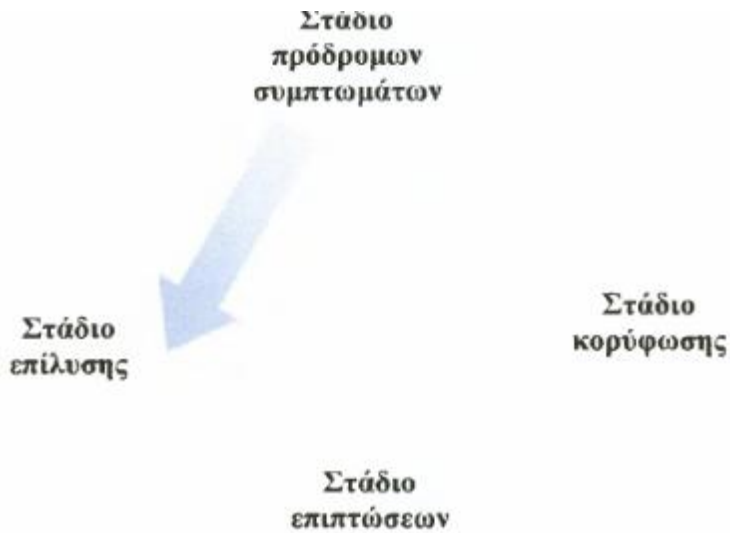 Στάδιο
πρόδρομων
συμπτωμάτων
Στάδιο
κορύφωσης
Στάδιο
επίλυσης
Στάδιο
επιπτώσεων